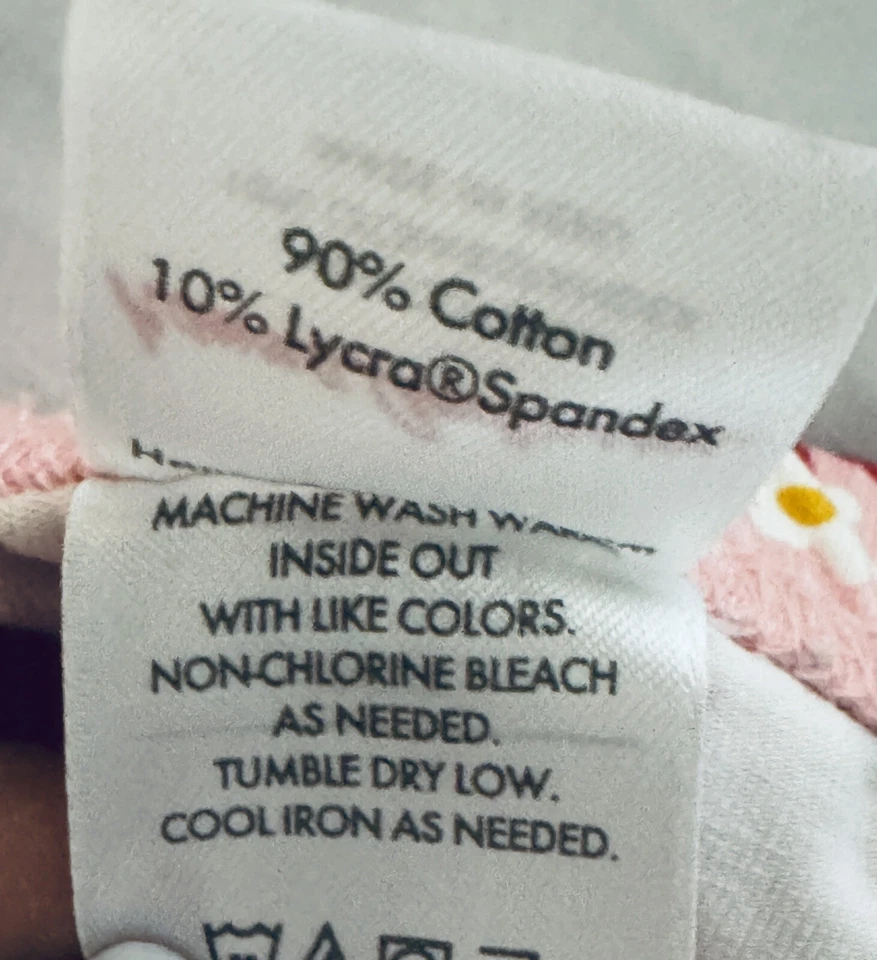 90% Cotton
10% Lycra®Spandex
MACHINE WASH WARM
INSIDE OUT
WITH LIKE COLORS.
NON-CHLORINE BLEACH
AS NEEDED.
TUMBLE DRY LOW.
COOL IRON AS NEEDED.